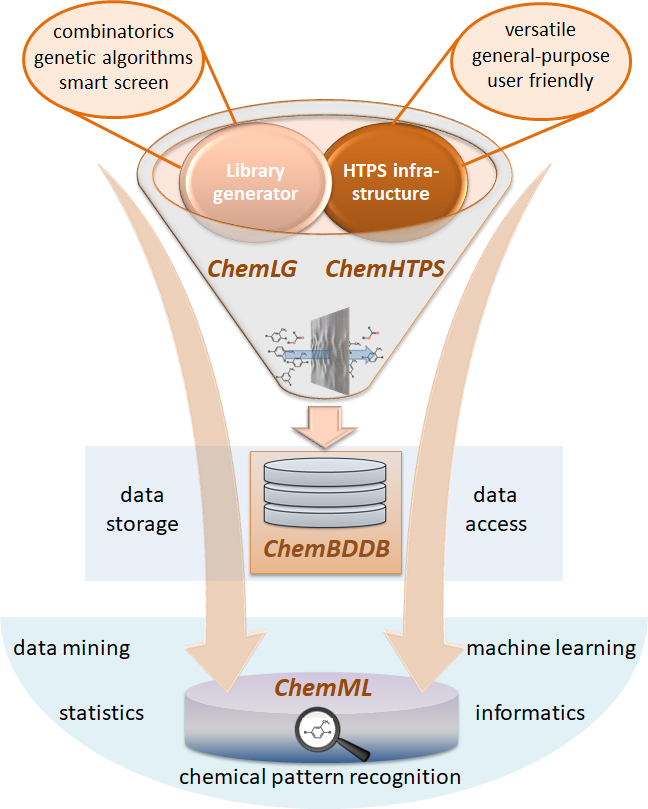 combinatorics
genetic algorithms
smart screen
versatile
general-purpose
user friendly
Library
generator
HTPS infra-
structure
ChemLG
ChemHTPS
data
storage
ChemBDDB
data
access
data mining
machine learning
ChemML
statistics
informatics
chemical pattern recognition